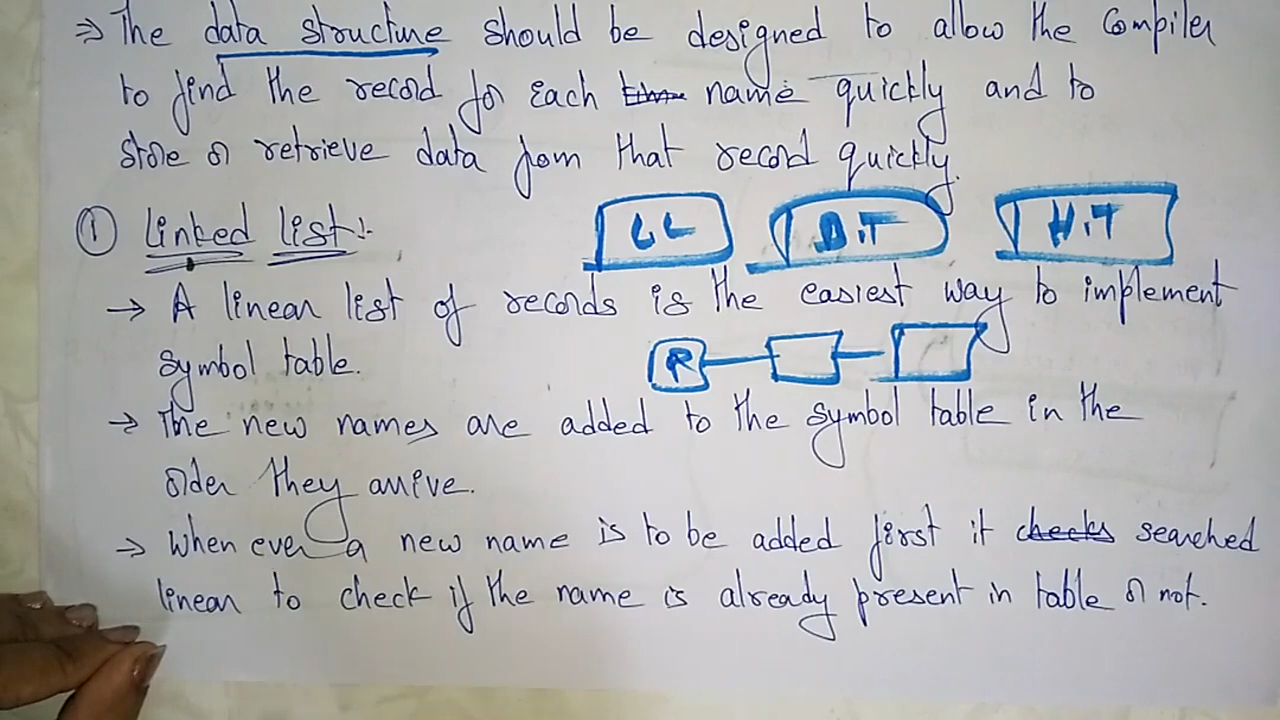 ⇒ The data structure should be designed to allow the compiler
to find the record for each name quickly and to
store or retrieve data from that record quickly.
① Linked list:-
LL B.T H.T
→ A linear list of records is the easiest way to implement
symbol table.
R
→ The new names are added to the symbol table in the
order they arrive.
→ When ever a new name is to be added first it checks searched
linear to check if the name is already present in table or not.